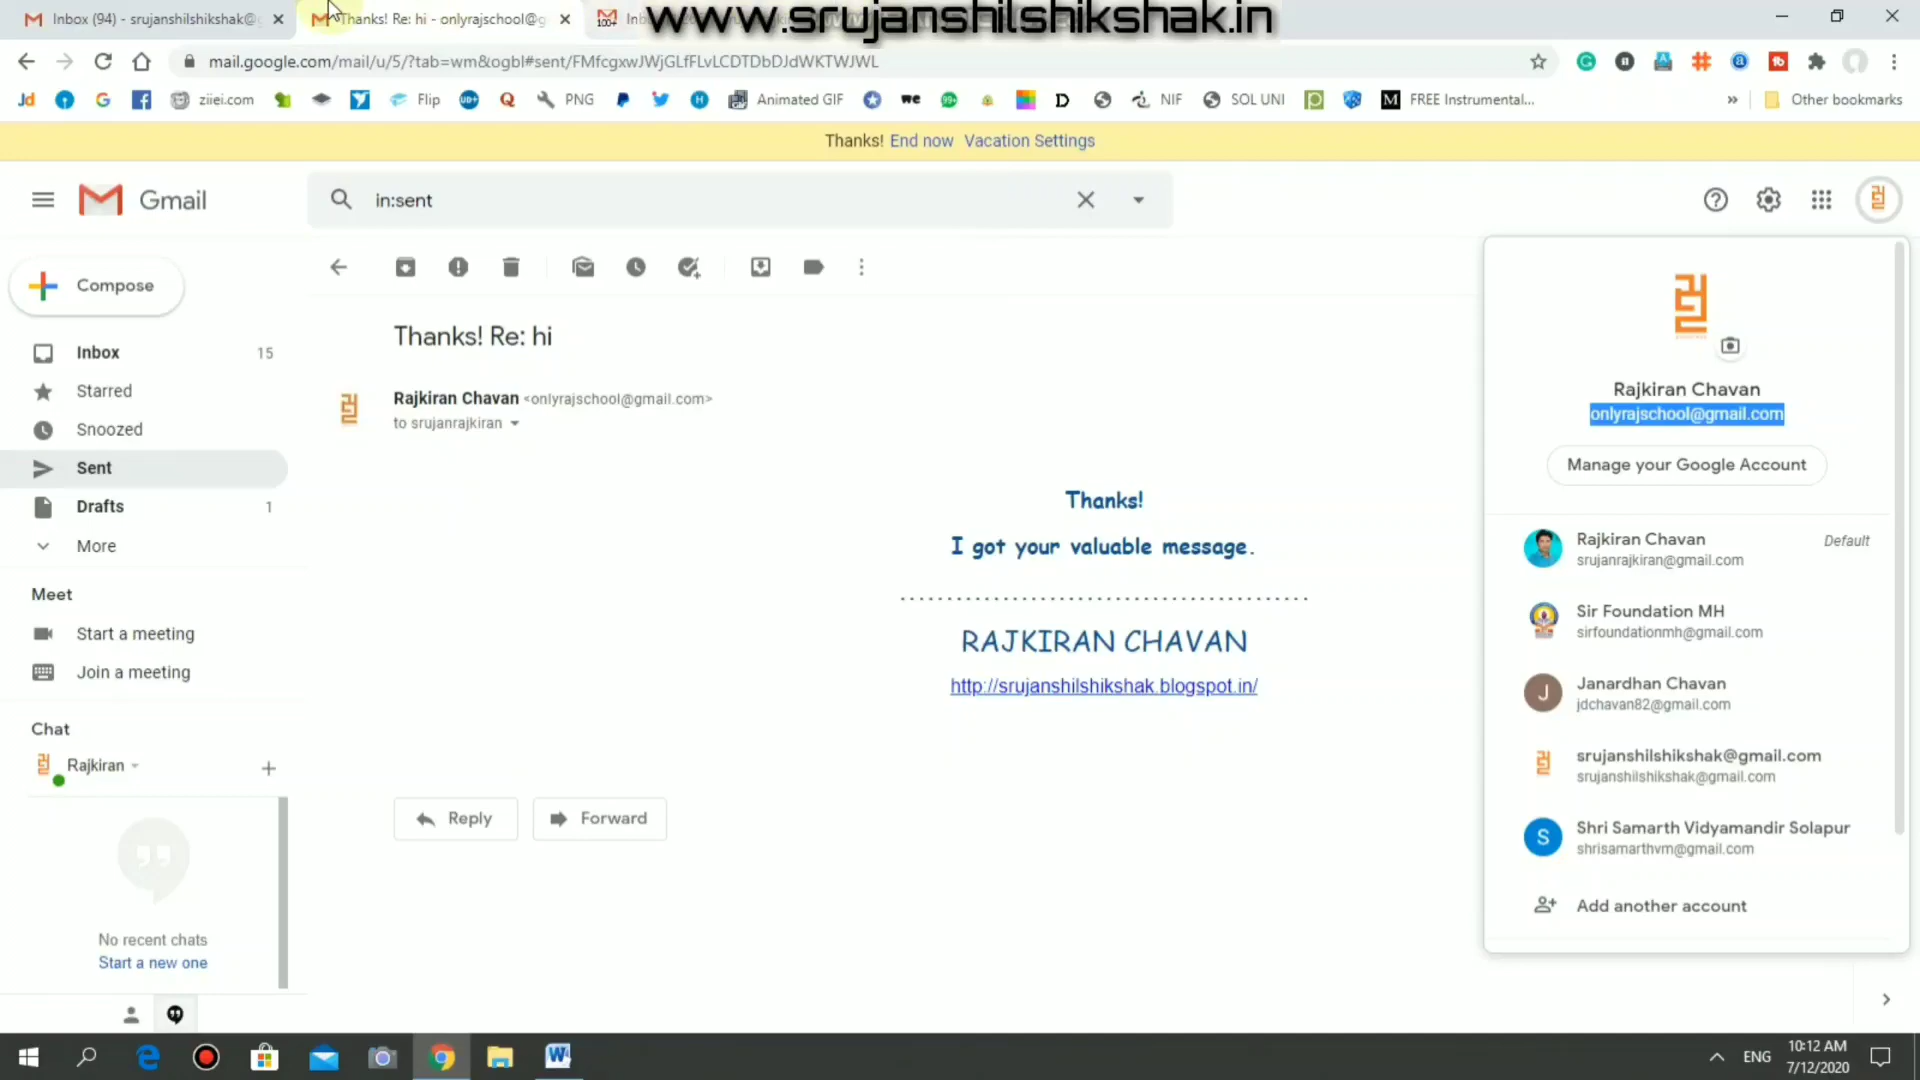 Inbox (94) - srujanshilshikshak@g
Thanks! Re: hi - onlyrajschool@g
100+
www.srujanshilshikshak.in
mail.google.com/mail/u/5/?tab=wm&ogbl#sent/FMfcgxwJWjGLfFLvLCDTDbDJdWKTWJWL
Jd
ziiei.com
Flip
PNG
Animated GIF
we
NIF
SOL UNI
FREE Instrumental...
»
Other bookmarks
Thanks! End now Vacation Settings
Gmail
in:sent
Compose
Inbox 15
Starred
Snoozed
Sent
Drafts 1
More
Meet
Start a meeting
Join a meeting
Chat
Rajkiran
No recent chats
Start a new one
Thanks! Re: hi
Rajkiran Chavan <onlyrajschool@gmail.com>
to srujanrajkiran
Thanks!
I got your valuable message.
RAJKIRAN CHAVAN
http://srujanshilshikshak.blogspot.in/
Reply
Forward
Rajkiran Chavan
onlyrajschool@gmail.com
Manage your Google Account
Rajkiran Chavan Default
srujanrajkiran@gmail.com
Sir Foundation MH
sirfoundationmh@gmail.com
J
Janardhan Chavan
jdchavan82@gmail.com
srujanshilshikshak@gmail.com
srujanshilshikshak@gmail.com
S
Shri Samarth Vidyamandir Solapur
shrisamarthvm@gmail.com
Add another account
ENG
10:12 AM
7/12/2020